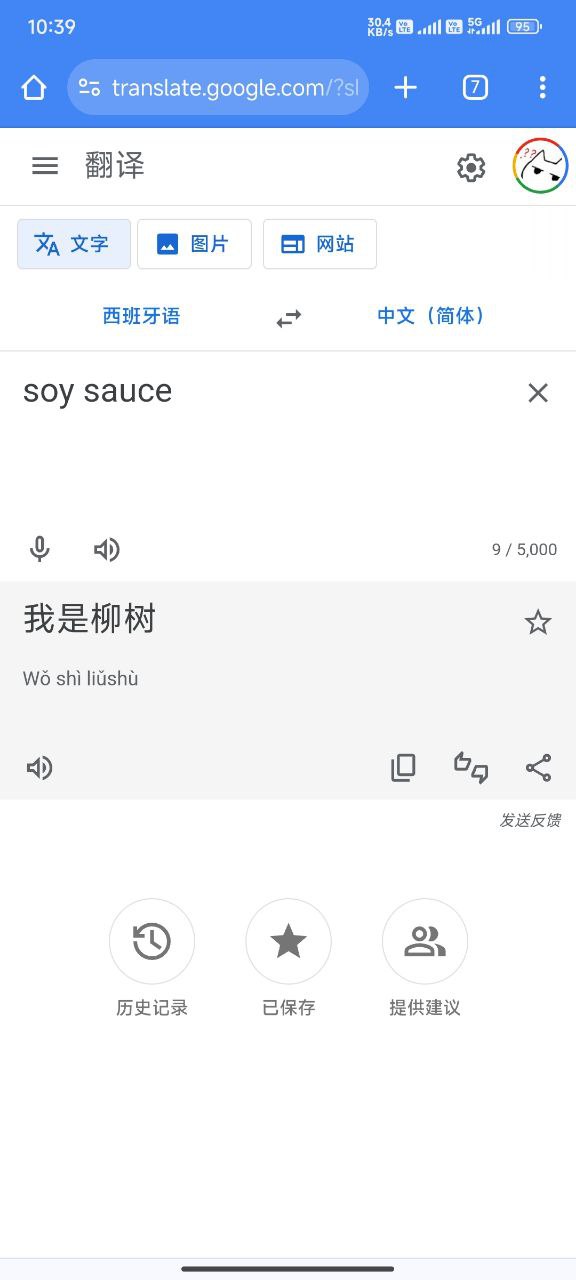 10:39
30.4
KB/s
Vo
LTE
Vo
LTE
5G
95
translate.google.com/?sl
7
翻译
??
文字
图片
网站
西班牙语
中文（简体）
soy sauce
9 / 5,000
我是柳树
Wǒ shì liǔshù
发送反馈
历史记录
已保存
提供建议